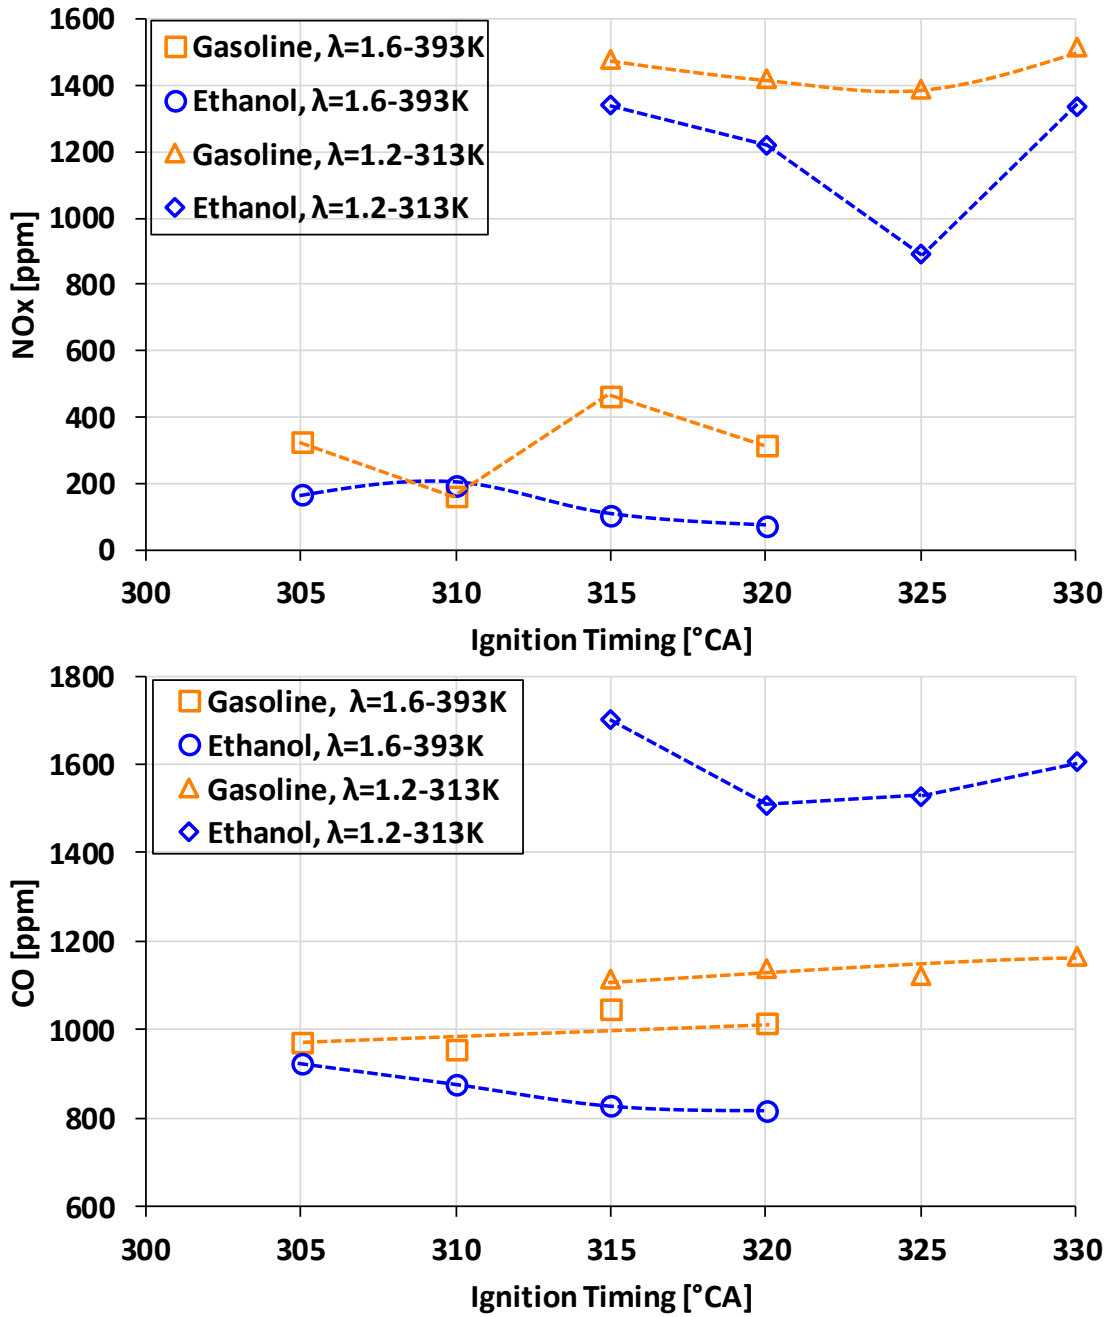 1600
1400
1200
1000
800
600
400
200
0
NOx [ppm]
Gasoline, λ=1.6-393K
Ethanol, λ=1.6-393K
Gasoline, λ=1.2-313K
Ethanol, λ=1.2-313K
300 305 310 315 320 325 330
Ignition Timing [°CA]
1800
1600
1400
1200
1000
800
600
CO [ppm]
Gasoline, λ=1.6-393K
Ethanol, λ=1.6-393K
Gasoline, λ=1.2-313K
Ethanol, λ=1.2-313K
300 305 310 315 320 325 330
Ignition Timing [°CA]